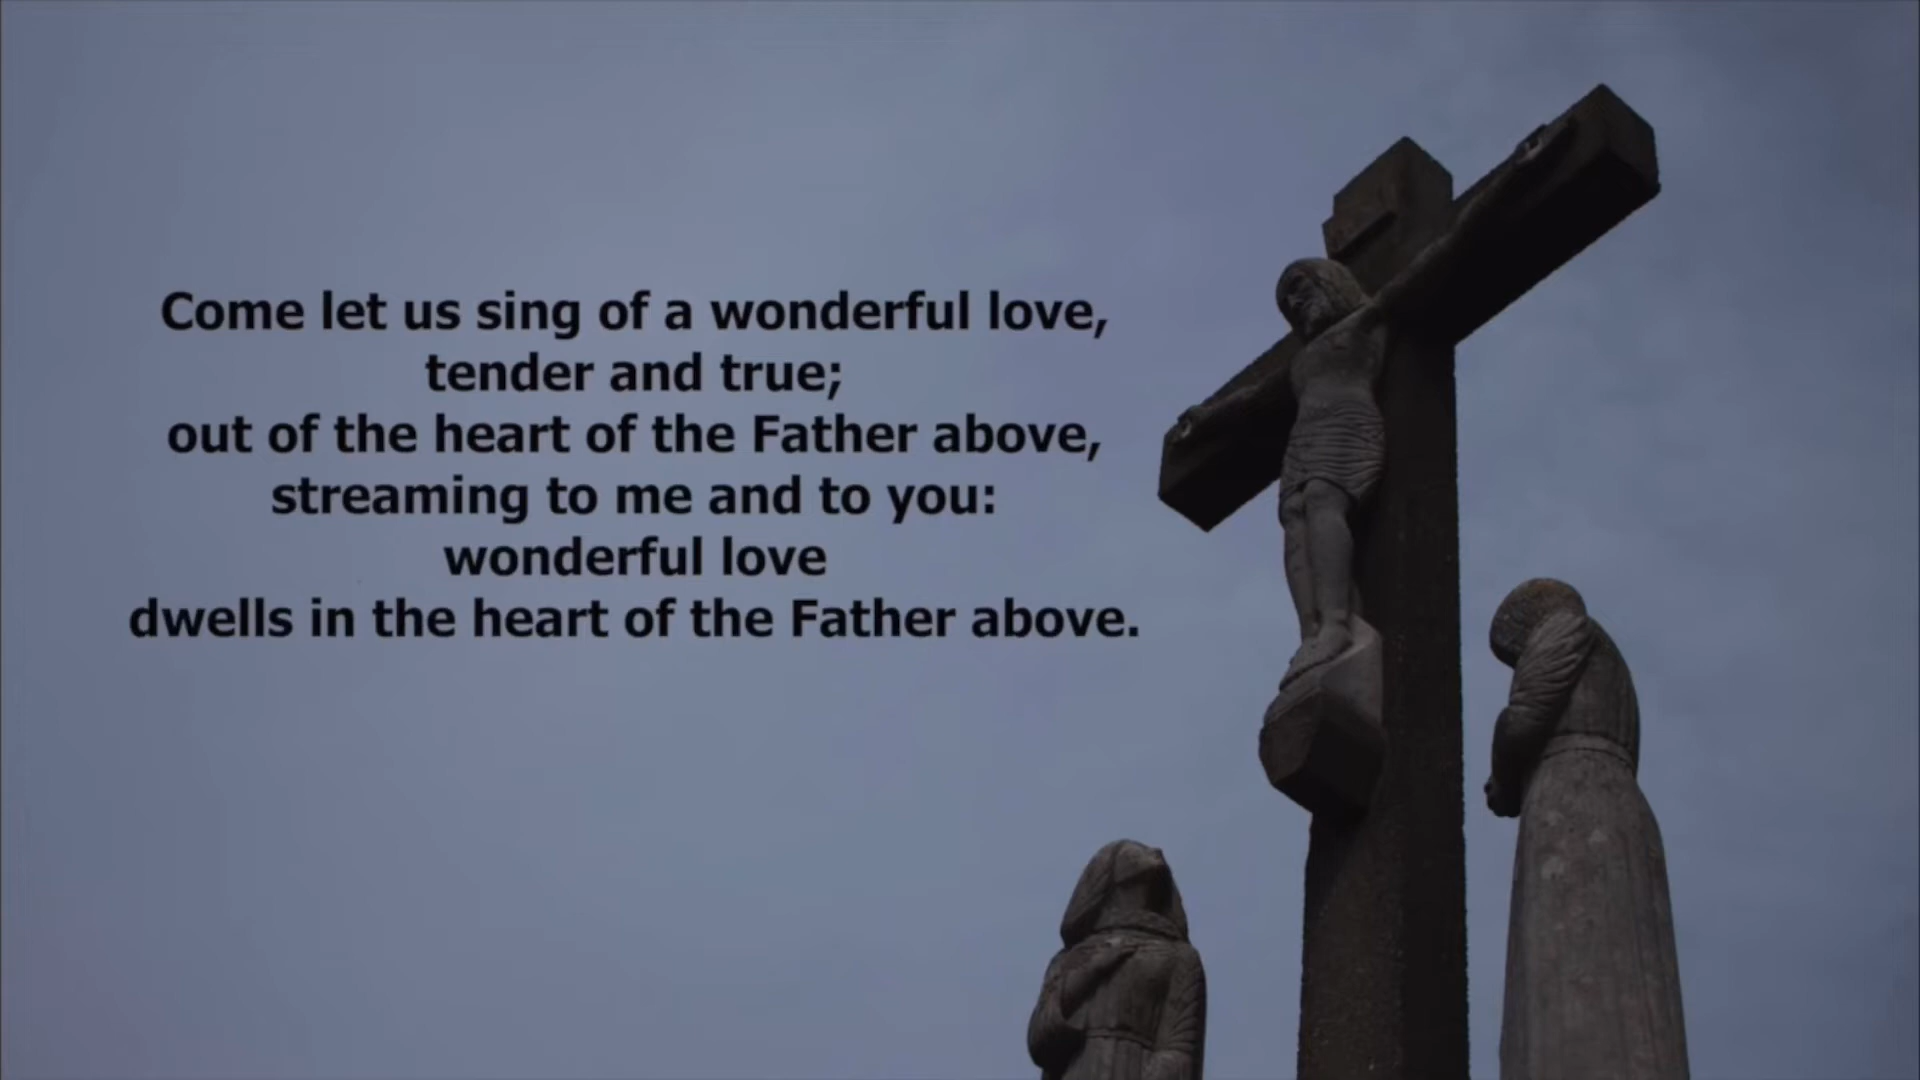 Come let us sing of a wonderful love,
tender and true;
out of the heart of the Father above,
streaming to me and to you:
wonderful love
dwells in the heart of the Father above.